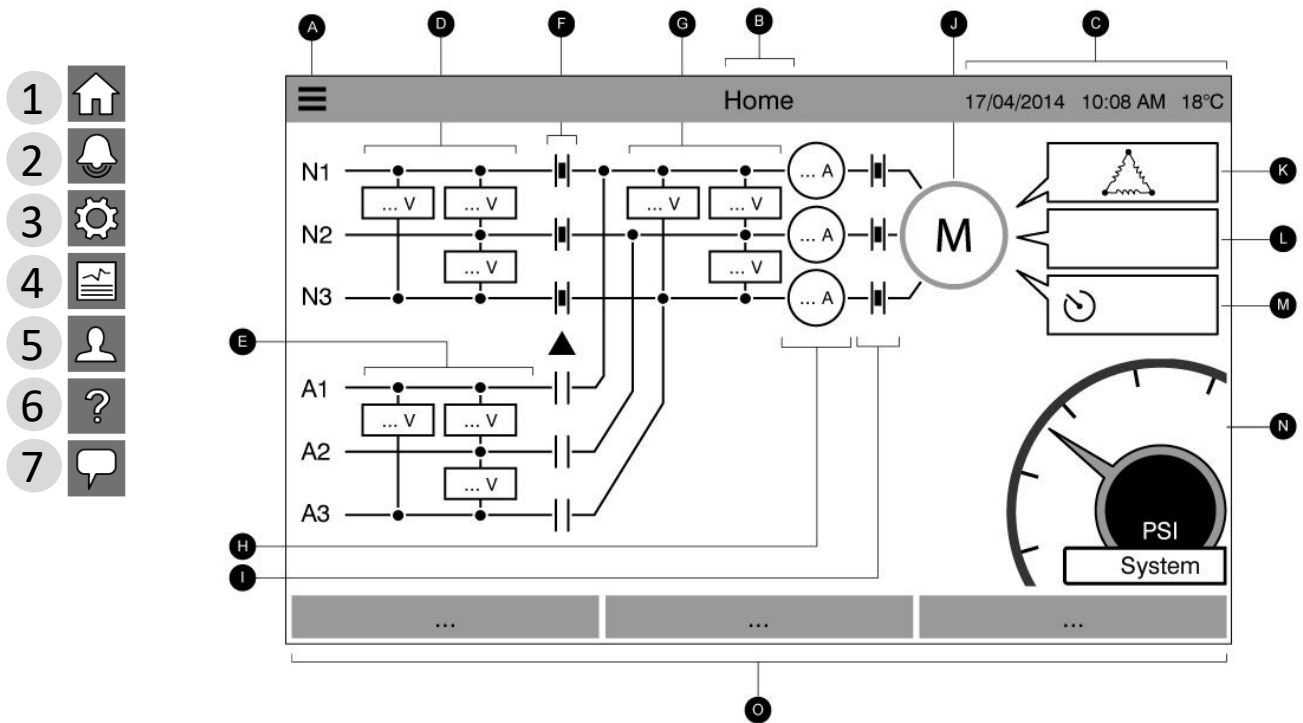 A D F G B J C
1
2
3
4
5
6
7
Home 17/04/2014 10:08 AM 18°C
N1 ... A
K
... V ... V ... V ... V
N2 ... A M
L
... V ... V
N3 ... A
M
E
A1
N
... V ... V
A2
... V
A3
PSI
H
System
I
... ... ...
O